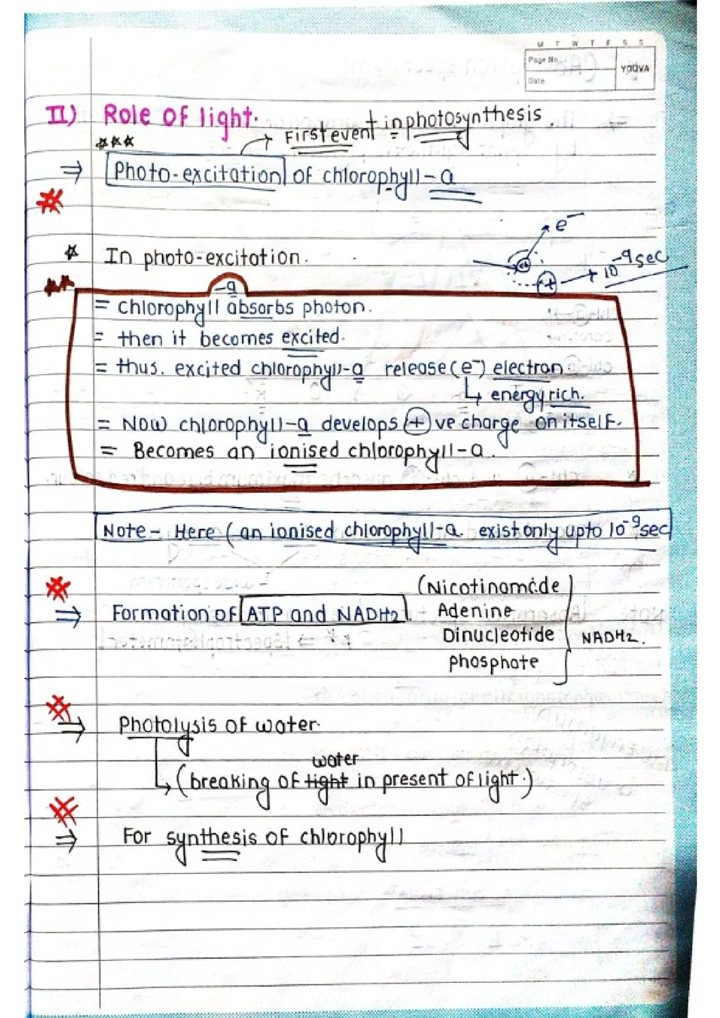 M T W T F S S
Page No.
YOUVA
Date
II) Role of light.
First event in photosynthesis
⇒ Photo-excitation of chlorophyll-a
e⁻
☆ In photo-excitation.
+ 10⁻⁹ sec
-a
= chlorophyll absorbs photon.
= then it becomes excited.
= thus. excited chlorophyll-a release (e⁻) electron
↳ energy rich.
= Now chlorophyll-a develops (+) ve charge on itself.
= Becomes an ionised chlorophyll-a.
Note- Here (an ionised chlorophyll-a exist only upto 10⁻⁹ sec
(Nicotinamide
⇒ Formation of ATP and NADH₂. Adenine
Dinucleotide NADH₂.
phosphate
⇒ Photolysis of water.
water
↳ (breaking of light in present of light.)
⇒ For synthesis of chlorophyll